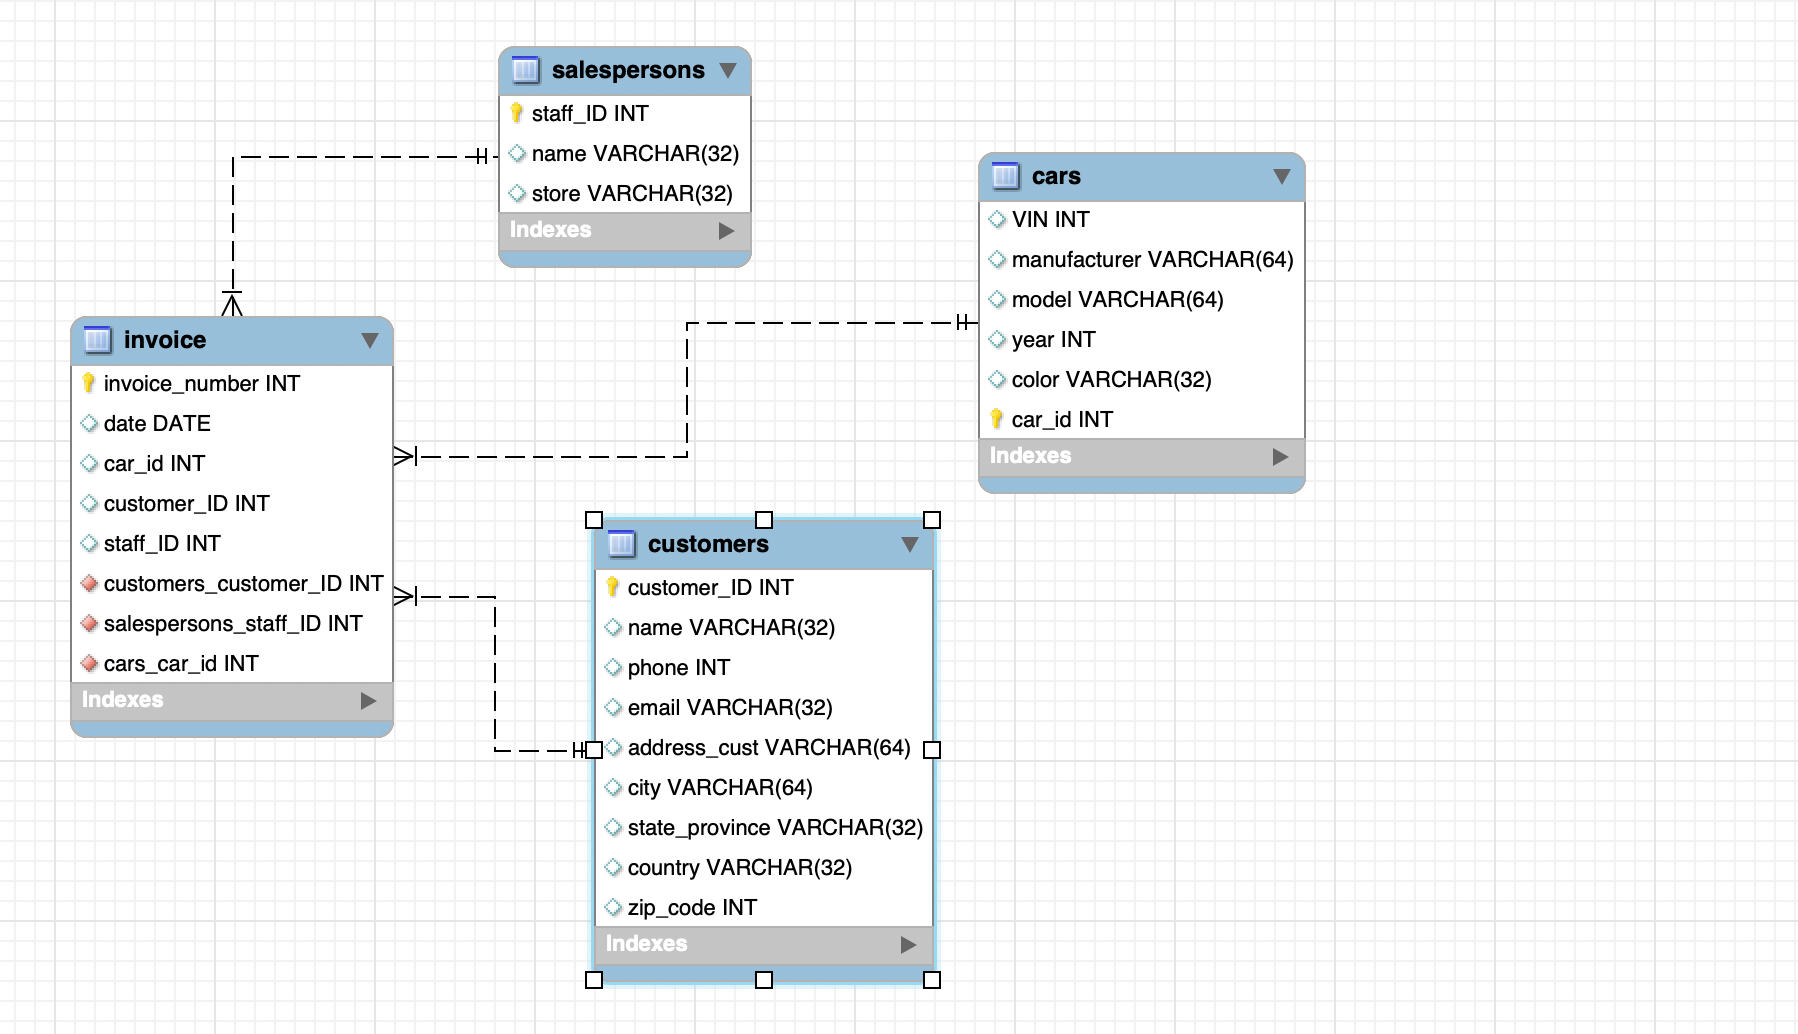 salespersons
staff_ID INT
name VARCHAR(32)
store VARCHAR(32)
Indexes
cars
VIN INT
manufacturer VARCHAR(64)
model VARCHAR(64)
year INT
color VARCHAR(32)
car_id INT
Indexes
invoice
invoice_number INT
date DATE
car_id INT
customer_ID INT
staff_ID INT
customers_customer_ID INT
salespersons_staff_ID INT
cars_car_id INT
Indexes
customers
customer_ID INT
name VARCHAR(32)
phone INT
email VARCHAR(32)
address_cust VARCHAR(64)
city VARCHAR(64)
state_province VARCHAR(32)
country VARCHAR(32)
zip_code INT
Indexes